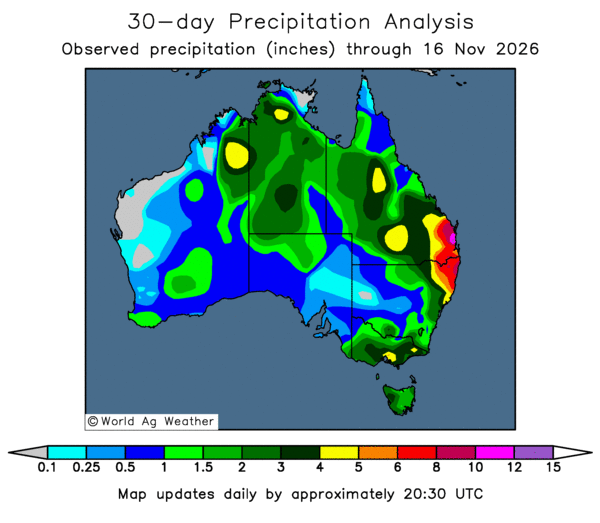 30-day Precipitation Analysis
Observed precipitation (inches) through 16 Nov 2026
©World Ag Weather
0.1 0.25 0.5 1 1.5 2 3 4 5 6 8 10 12 15
Map updates daily by approximately 20:30 UTC